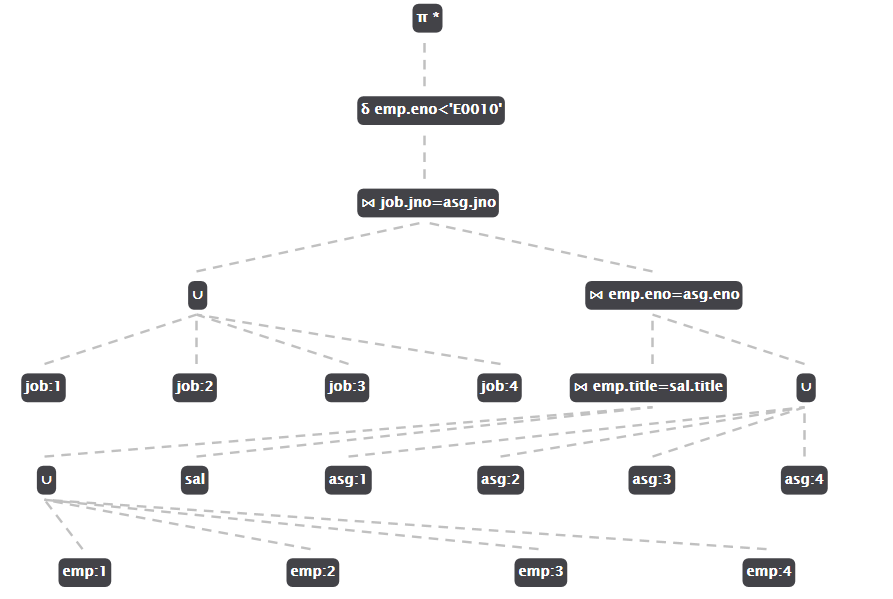 π *
δ emp.eno<'E0010'
⋈ job.jno=asg.jno
∪
⋈ emp.eno=asg.eno
job:1
job:2
job:3
job:4
⋈ emp.title=sal.title
∪
∪
sal
asg:1
asg:2
asg:3
asg:4
emp:1
emp:2
emp:3
emp:4